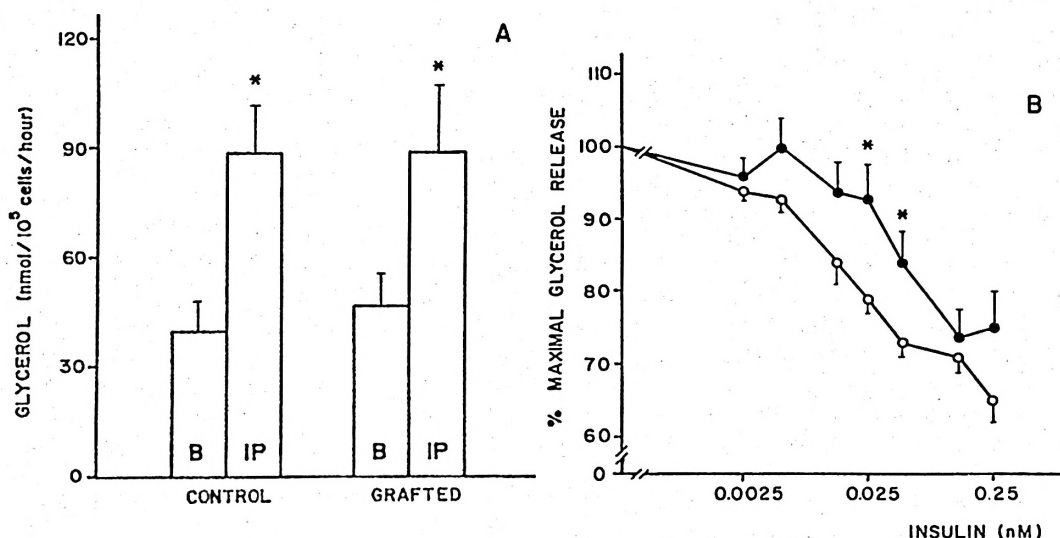 A
GLYCEROL (nmol/10⁵ cells/hour)
120
90
60
30
0
*
*
B
IP
B
IP
CONTROL
GRAFTED
B
% MAXIMAL GLYCEROL RELEASE
110
100
90
80
70
60
0
*
*
0.0025
0.025
0.25
INSULIN (nM)